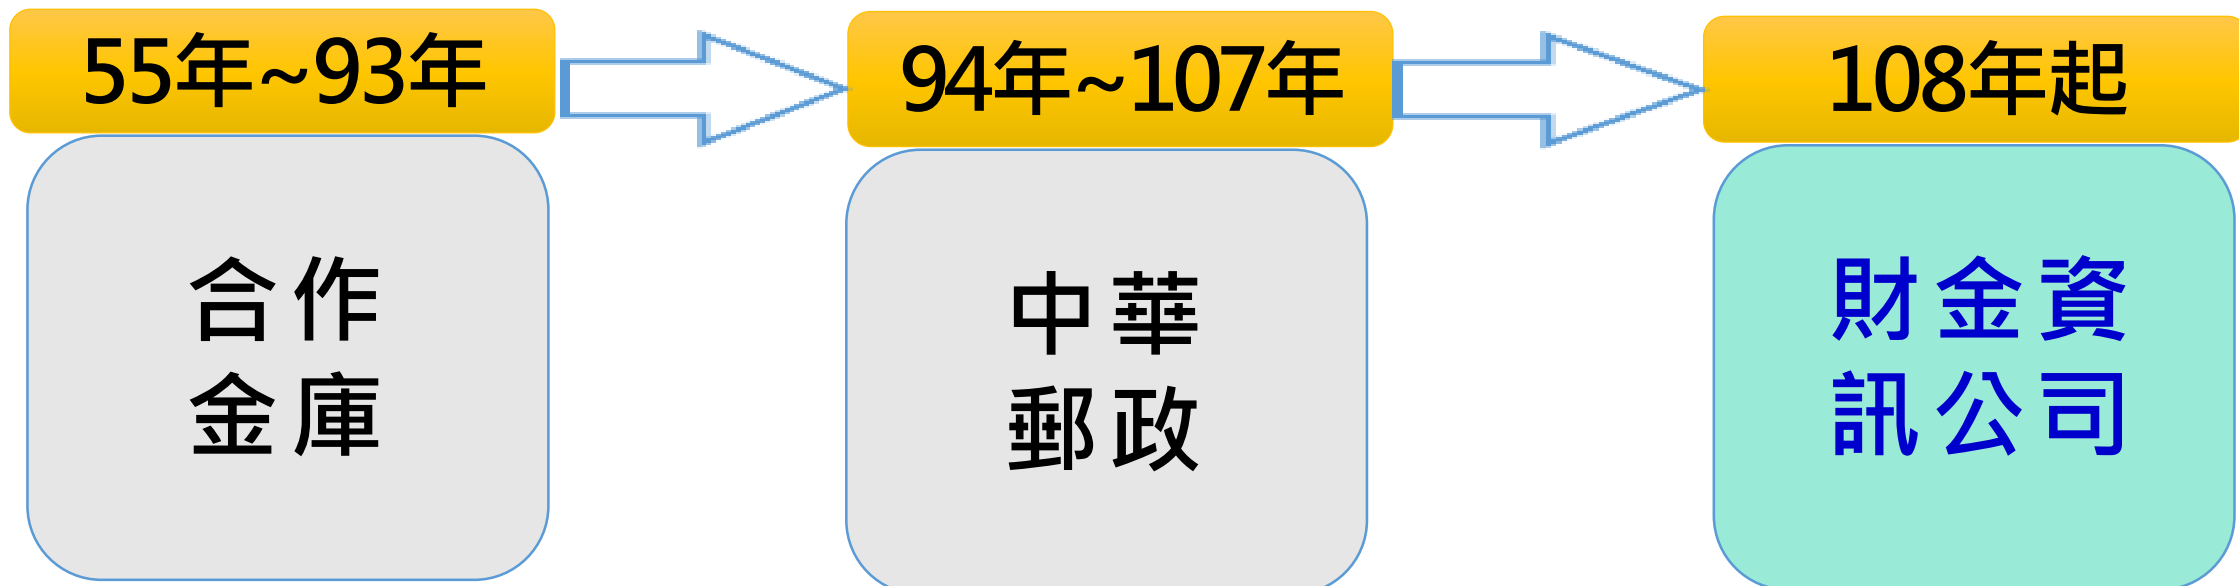 55年~93年
合作
金庫
94年~107年
中華
郵政
108年起
財金資
訊公司